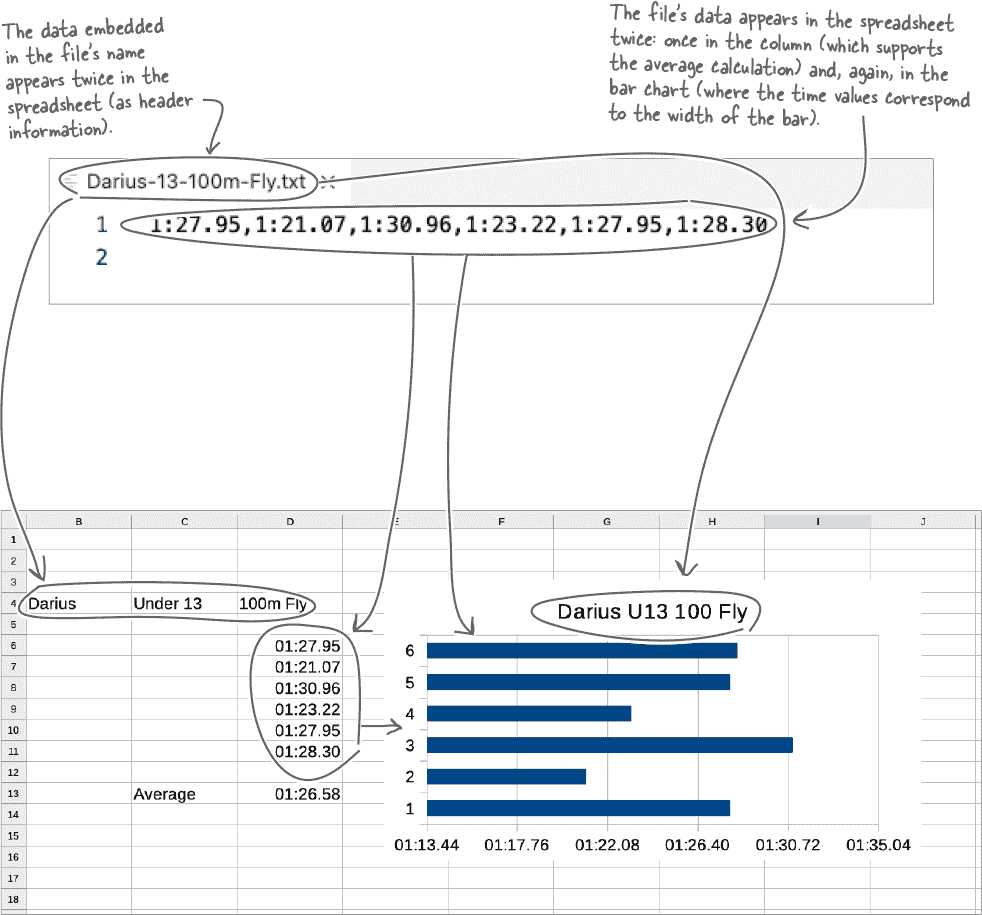 The data embedded
in the file's name
appears twice in the
spreadsheet (as header
information).
The file's data appears in the spreadsheet
twice: once in the column (which supports
the average calculation) and, again, in the
bar chart (where the time values correspond
to the width of the bar).
Darius-13-100m-Fly.txt
1 1:27.95,1:21.07,1:30.96,1:23.22,1:27.95,1:28.30
2
B C D E F G H I J
1
2
3
4 Darius Under 13 100m Fly
Darius U13 100 Fly
5
6 01:27.95
7 01:21.07
8 01:30.96
9 01:23.22
10 01:27.95
11 01:28.30
12
13 Average 01:26.58
14
15
16
17
18
6
5
4
3
2
1
01:13.44 01:17.76 01:22.08 01:26.40 01:30.72 01:35.04